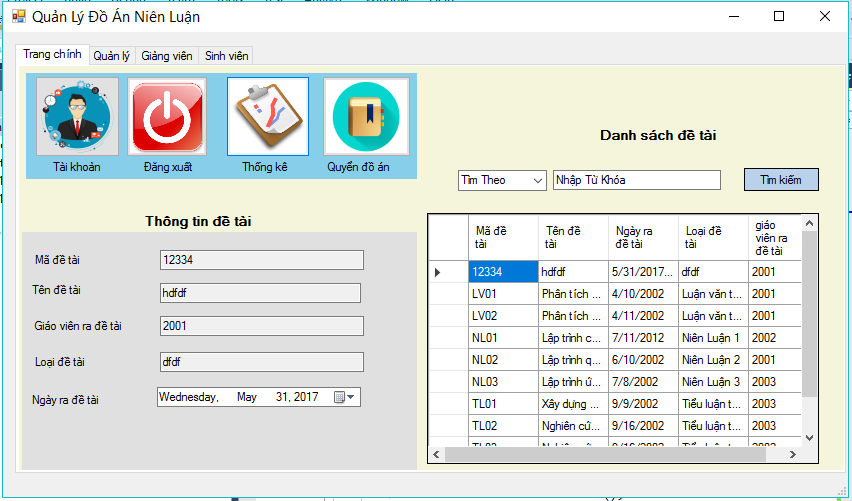 Quản Lý Đồ Án Niên Luận
Trang chính
Quản lý
Giảng viên
Sinh viên
Tài khoản
Đăng xuất
Thống kê
Quyển đồ án
Danh sách đề tài
Tìm Theo
Nhập Từ Khóa
Tìm kiếm
Thông tin đề tài
Mã đề tài
12334
Tên đề tài
hdfdf
Giáo viên ra đề tài
2001
Loại đề tài
dfdf
Ngày ra đề tài
Wednesday, May 31, 2017
Mã đề tài Tên đề tài Ngày ra đề tài Loại đề tài giáo viên ra đề tài
12334 hdfdf 5/31/2017... dfdf 2001
LV01 Phân tích ... 4/10/2002 Luận văn t... 2001
LV02 Phân tích ... 4/11/2002 Luận văn t... 2001
NL01 Lập trình c... 7/11/2012 Niên Luận 1 2002
NL02 Lập trình q... 6/10/2002 Niên Luận 2 2001
NL03 Lập trình ứ... 7/8/2002 Niên Luận 3 2003
TL01 Xây dựng ... 9/9/2002 Tiểu luận t... 2003
TL02 Nghiên cứ... 9/16/2002 Tiểu luận t... 2003